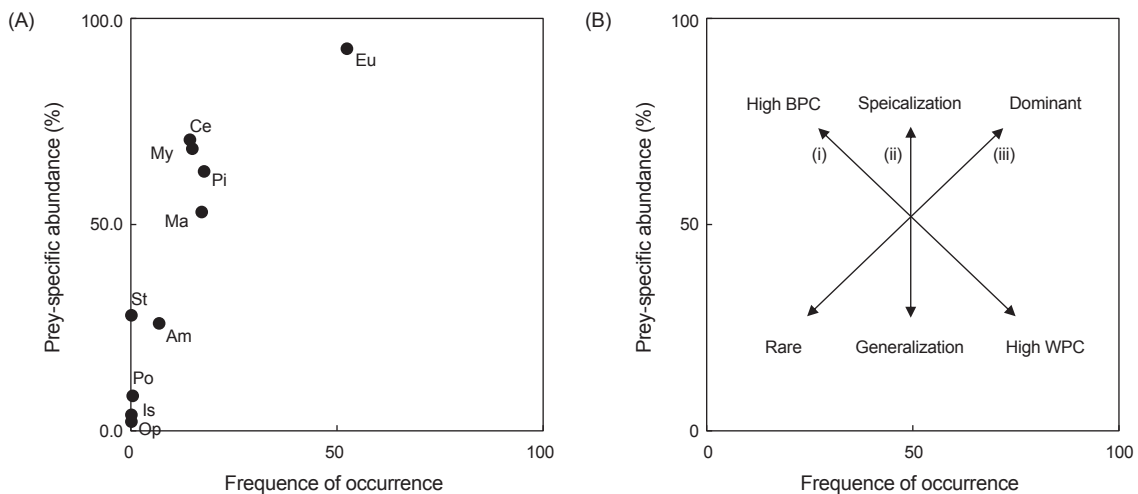 (A)
100.0
50.0
0.0
Prey-specific abundance (%)
Eu
Ce
My
Pi
Ma
St
Am
Po
Is
Op
0
50
100
Frequence of occurrence
(B)
100
50
0
Prey-specific abundance (%)
High BPC Speicalization Dominant
(i) (ii) (iii)
Rare Generalization High WPC
0
50
100
Frequence of occurrence